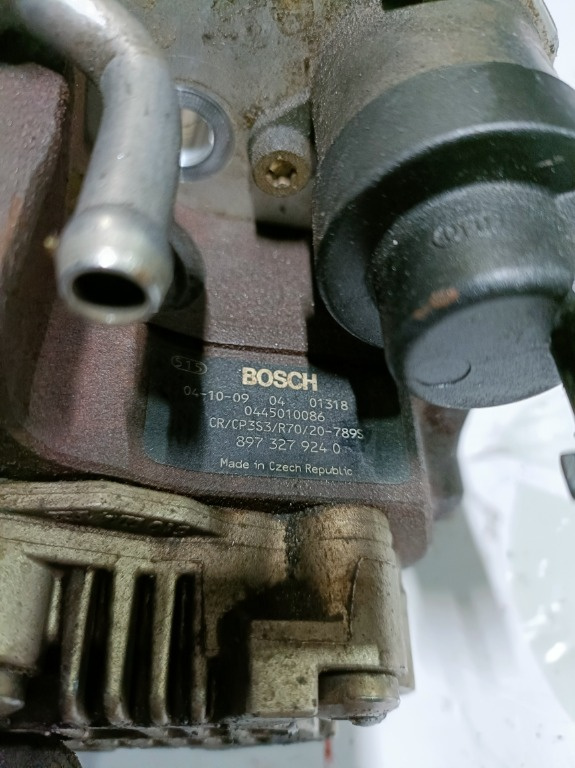 BOSCH
04-10-09 04 01318
0445010086
CR/CP3S3/R70/20-789S
897 327 924 0
Made in Czech Republic